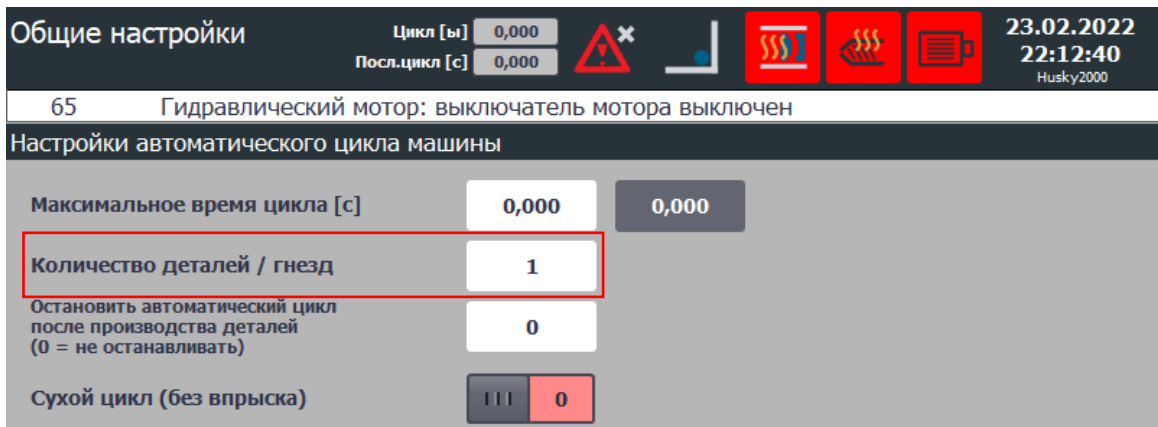 Общие настройки
Цикл [ы] 0,000
Посл.цикл [с] 0,000
23.02.2022
22:12:40
Husky2000
65 Гидравлический мотор: выключатель мотора выключен
Настройки автоматического цикла машины
Максимальное время цикла [с] 0,000 0,000
Количество деталей / гнезд 1
Остановить автоматический цикл
после производства деталей
(0 = не останавливать)
0
Сухой цикл (без впрыска) 0